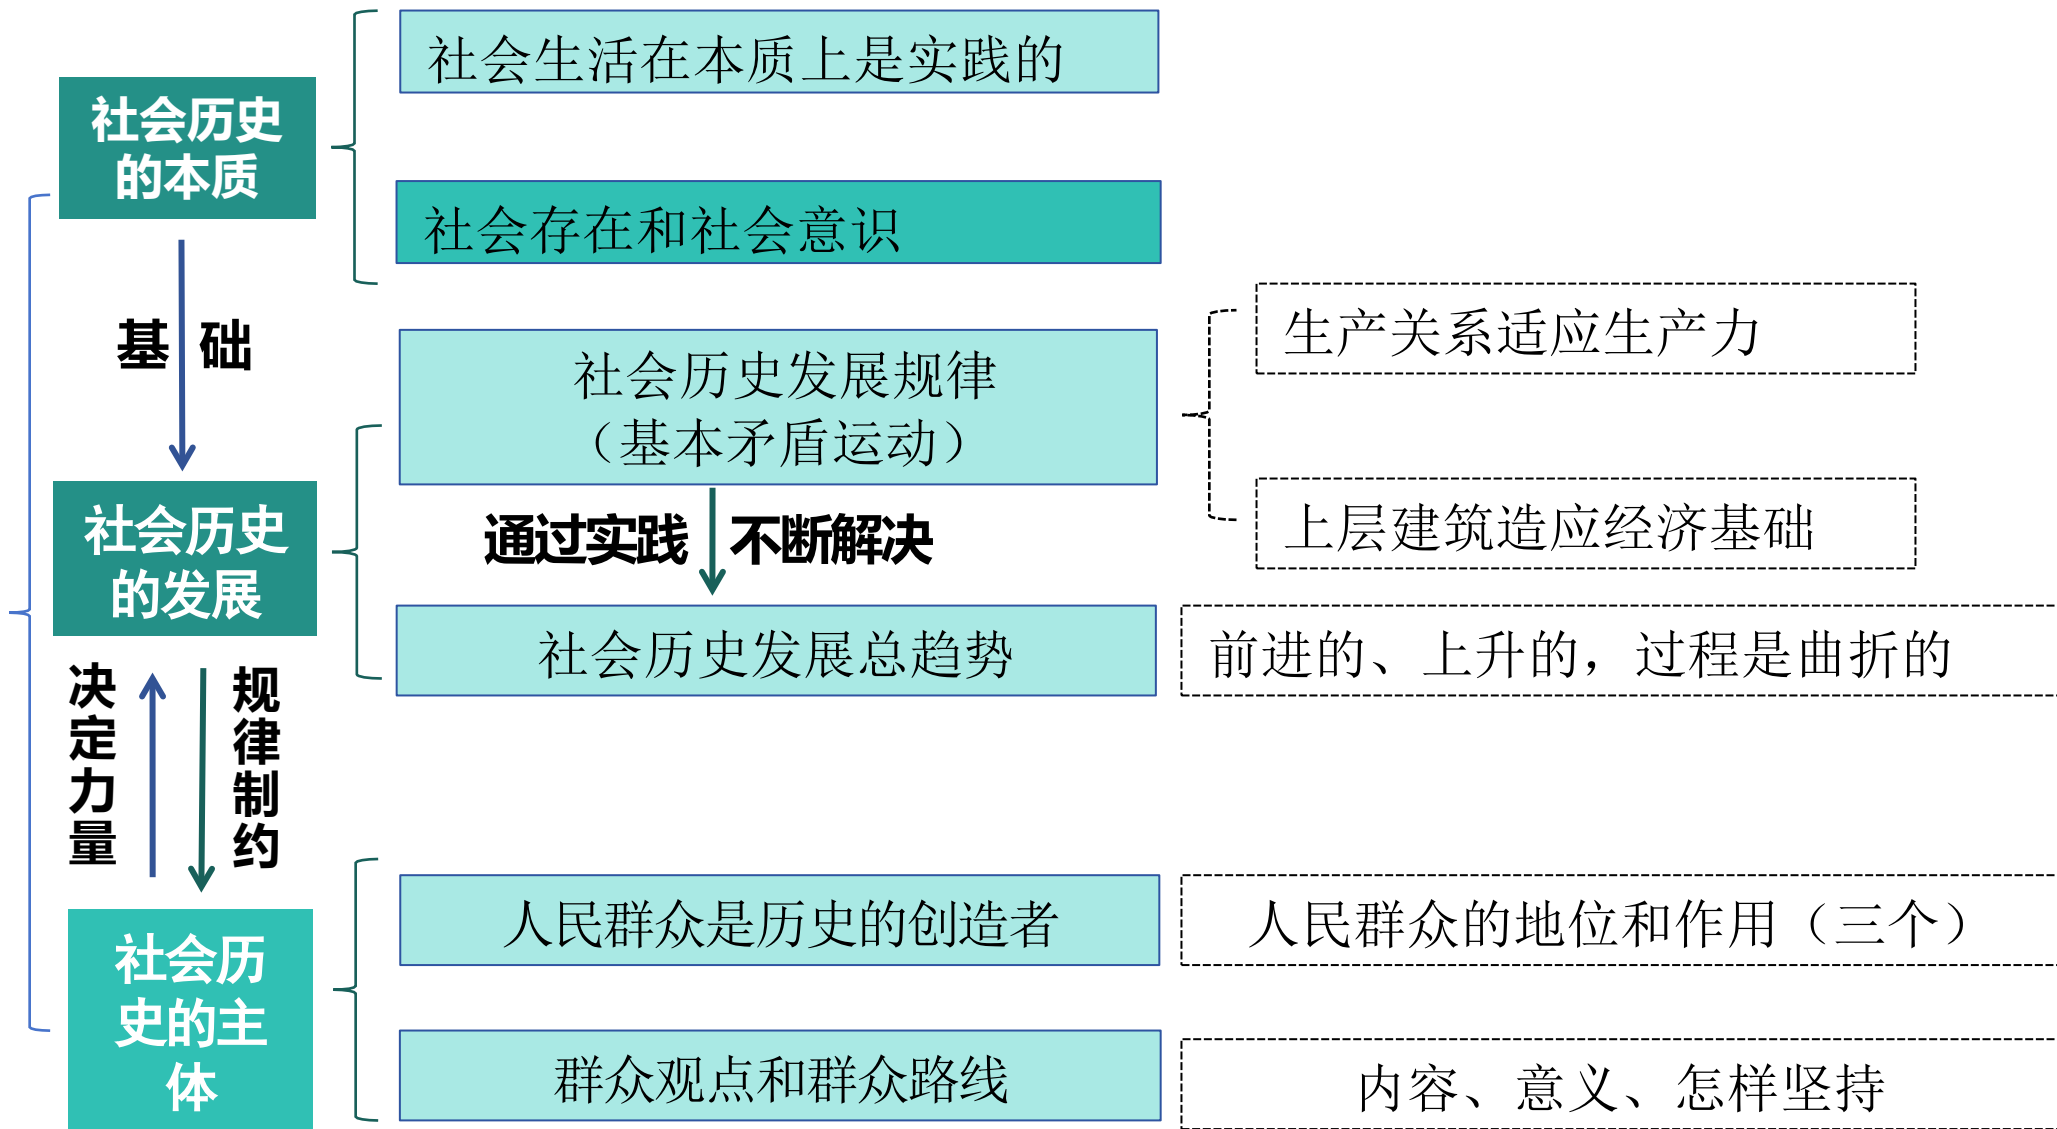 社会历史
的本质
社会生活在本质上是实践的
社会存在和社会意识
基 础
社会历史
的发展
社会历史发展规律
（基本矛盾运动）
生产关系适应生产力
上层建筑造应经济基础
通过实践 不断解决
社会历史发展总趋势
前进的、上升的，过程是曲折的
决定力量
规律制约
社会历
史的主
体
人民群众是历史的创造者
人民群众的地位和作用（三个）
群众观点和群众路线
内容、意义、怎样坚持